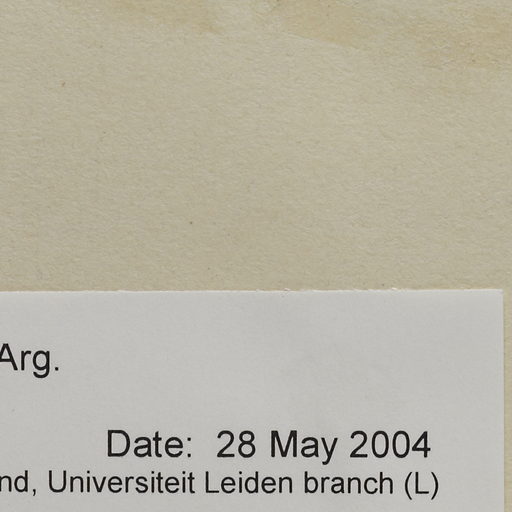 Arg.
Date: 28 May 2004
nd, Universiteit Leiden branch (L)